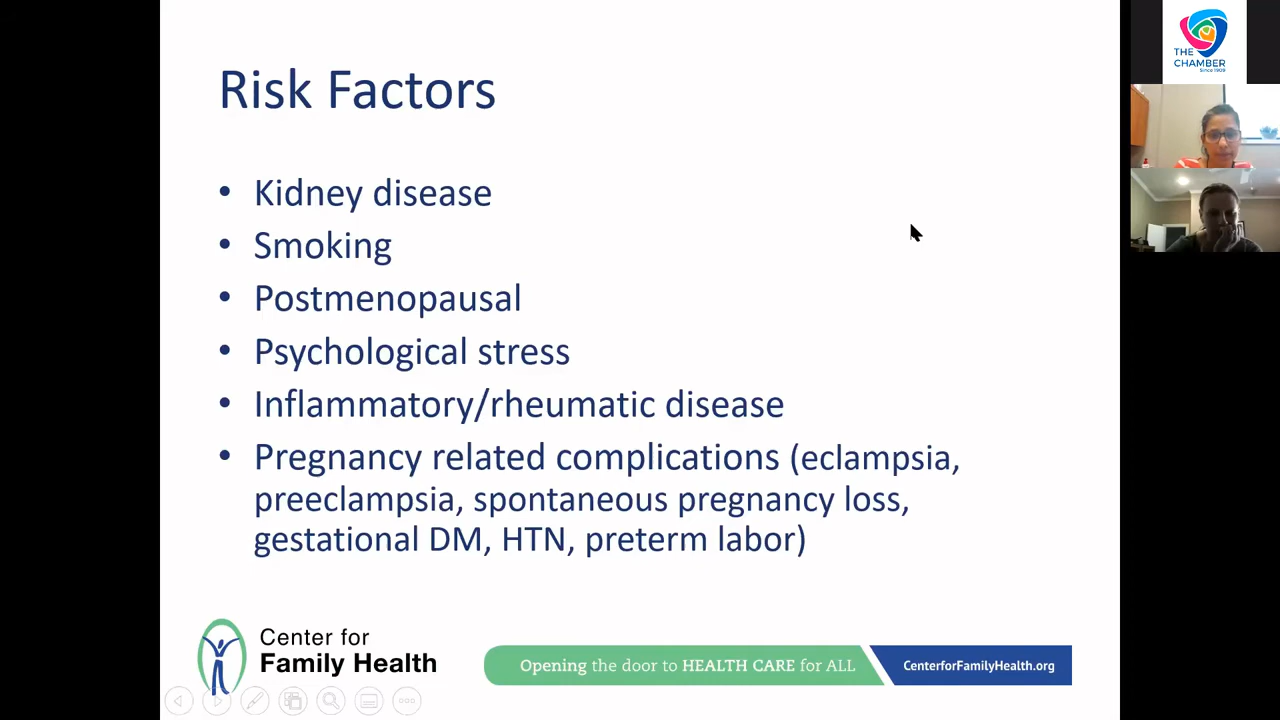 Risk Factors
• Kidney disease
• Smoking
• Postmenopausal
• Psychological stress
• Inflammatory/rheumatic disease
• Pregnancy related complications (eclampsia,
preeclampsia, spontaneous pregnancy loss,
gestational DM, HTN, preterm labor)
Center for
Family Health
Opening the door to HEALTH CARE for ALL
CenterforFamilyHealth.org
THE
CHAMBER
Since 1909